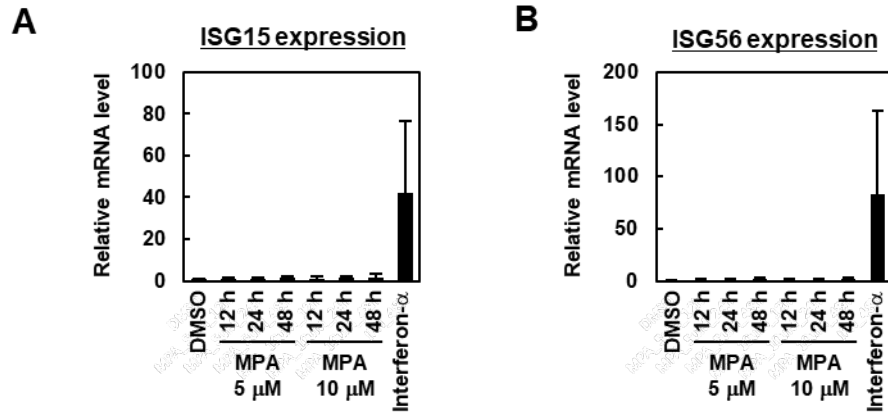 A
ISG15 expression
Relative mRNA level
100
80
60
40
20
0
DMSO
12 h
24 h
48 h
12 h
24 h
48 h
Interferon-α
MPA
5 μM
MPA
10 μM
B
ISG56 expression
Relative mRNA level
200
150
100
50
0
DMSO
12 h
24 h
48 h
12 h
24 h
48 h
Interferon-α
MPA
5 μM
MPA
10 μM